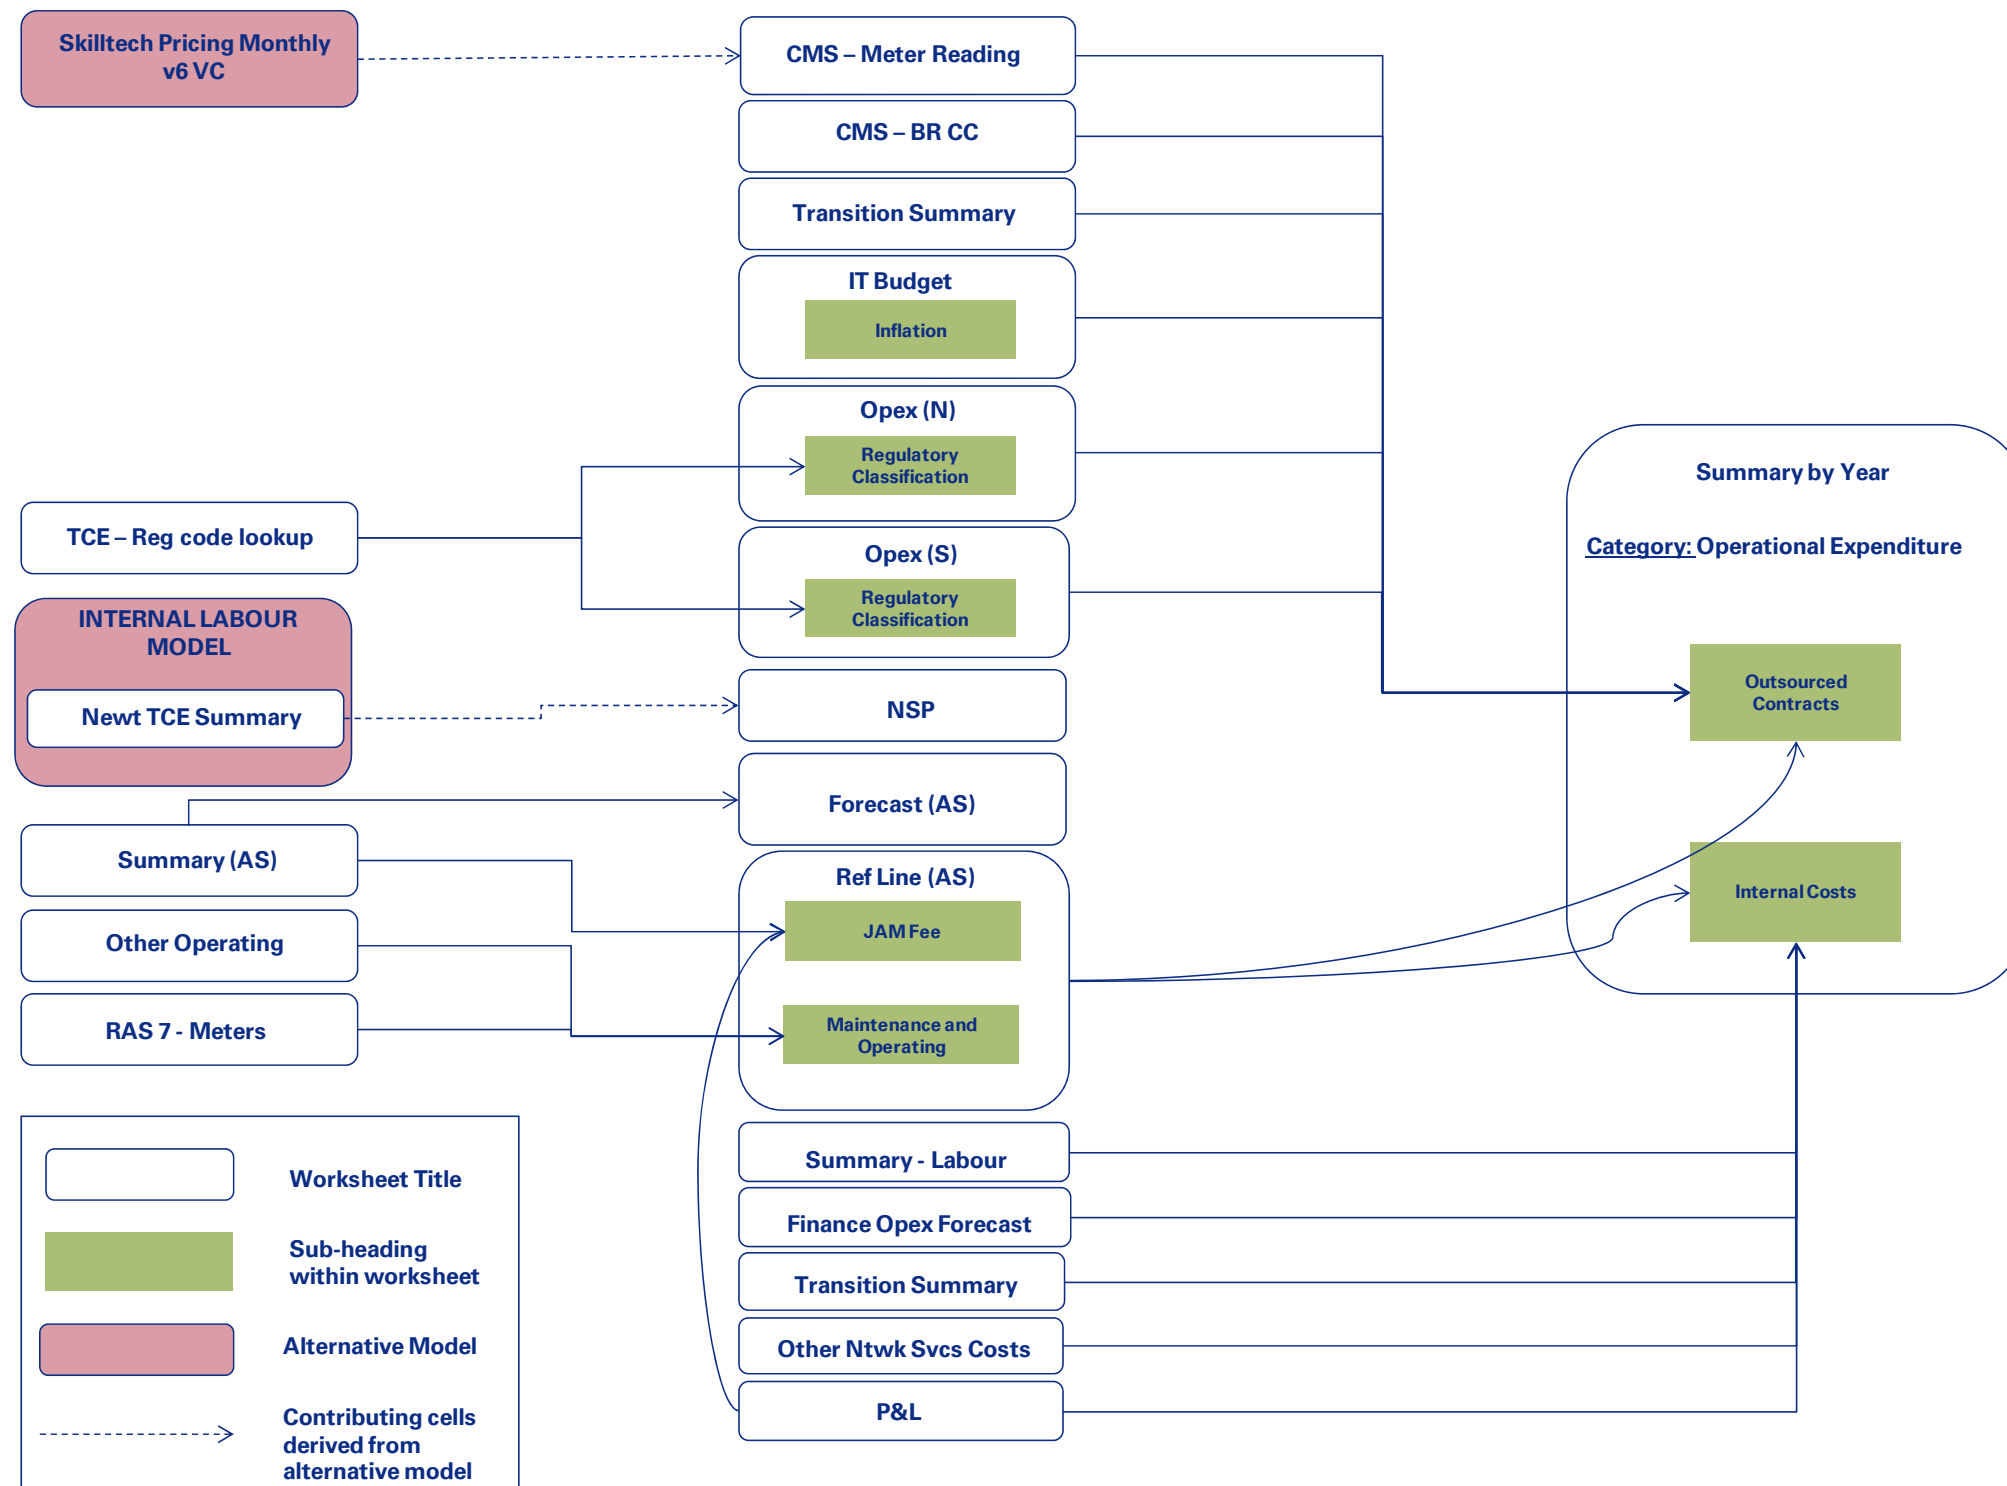 Skilltech Pricing Monthly
v6 VC
CMS – Meter Reading
CMS – BR CC
Transition Summary
IT Budget
Inflation
Opex (N)
Regulatory
Classification
TCE – Reg code lookup
Opex (S)
Regulatory
Classification
INTERNAL LABOUR
MODEL
Newt TCE Summary
NSP
Forecast (AS)
Summary (AS)
Other Operating
RAS 7 - Meters
Ref Line (AS)
JAM Fee
Maintenance and
Operating
Summary - Labour
Finance Opex Forecast
Transition Summary
Other Ntwk Svcs Costs
P&L
Summary by Year
Category: Operational Expenditure
Outsourced
Contracts
Internal Costs
Worksheet Title
Sub-heading
within worksheet
Alternative Model
Contributing cells
derived from
alternative model